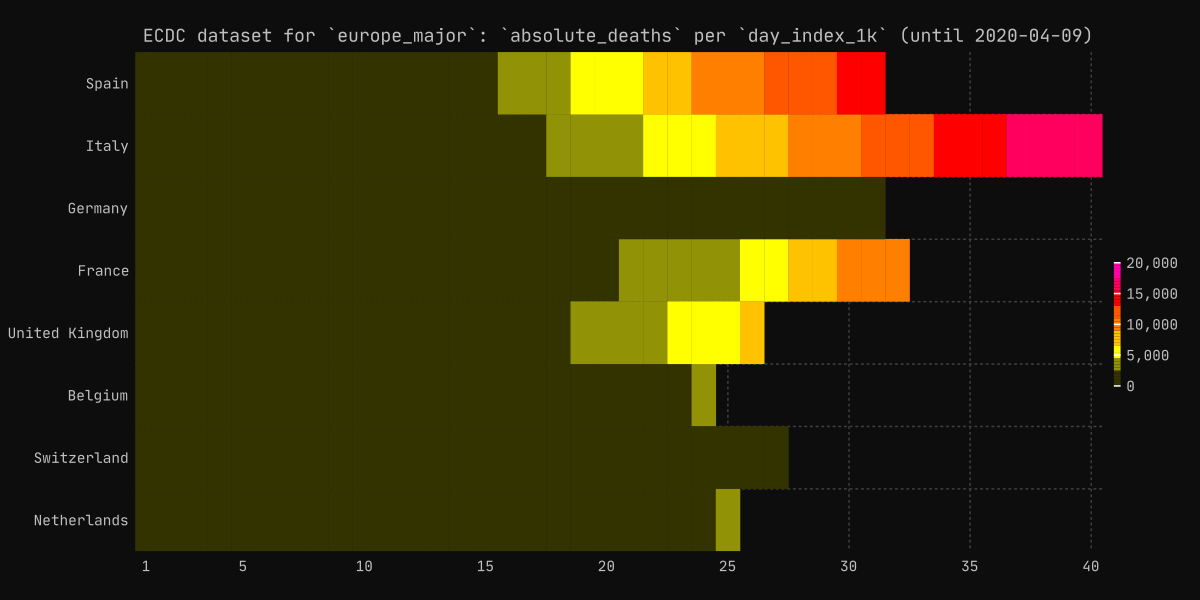 ECDC dataset for `europe_major`: `absolute_deaths` per `day_index_1k` (until 2020-04-09)
Spain
Italy
Germany
France
United Kingdom
Belgium
Switzerland
Netherlands
1 5 10 15 20 25 30 35 40
20,000
15,000
10,000
5,000
0